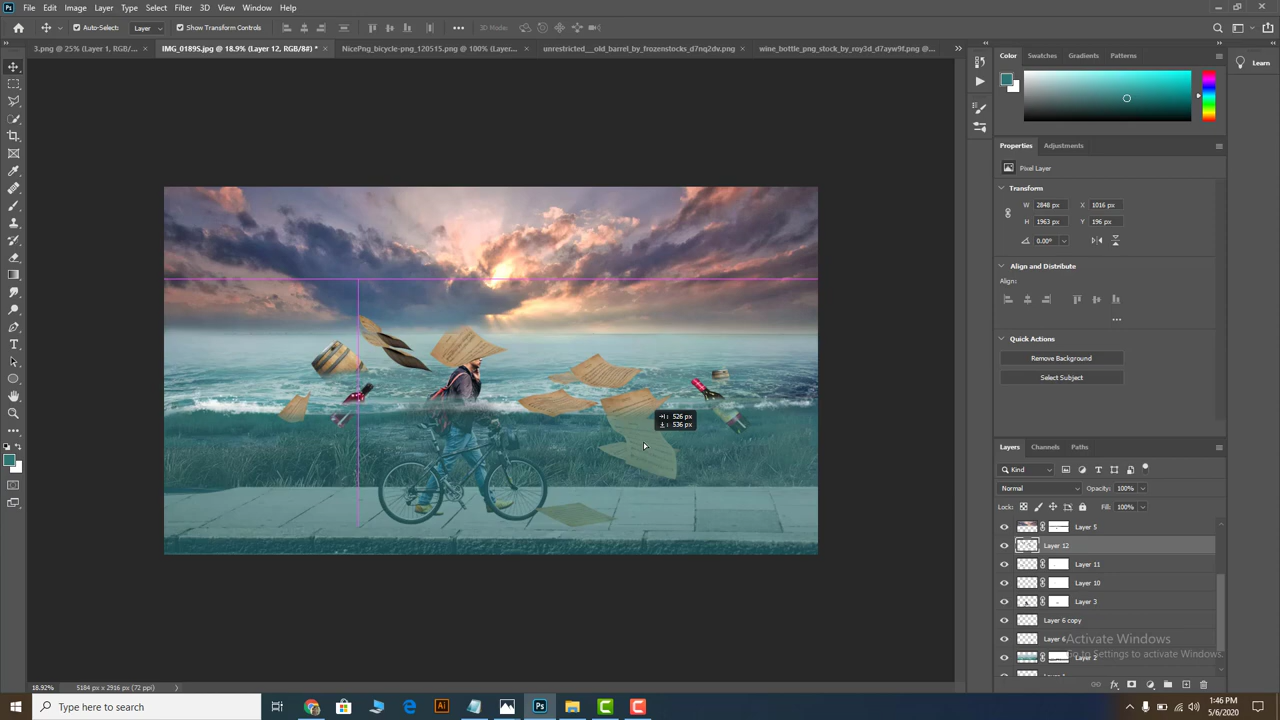 File Edit Image Layer Type Select Filter 3D View Window Help
Auto-Select: Layer Show Transform Controls 3D Mode:
3.png @ 25% (Layer 1, RGB/... × IMG_0189S.jpg @ 18.9% (Layer 12, RGB/8#) * × NicePng_bicycle-png_120515.png @ 100% (Layer... × unrestricted__old_barrel_by_frozenstocks_d7nq2dv.png × wine_bottle_png_stock_by_roy3d_d7ayw9f.png @...
Color Swatches Gradients Patterns
Learn
Properties Adjustments
Pixel Layer
Transform
W 2848 px X 1016 px
H 1963 px Y 196 px
0.00°
Align and Distribute
Align:
Quick Actions
Remove Background
Select Subject
526 px
536 px
Layers Channels Paths
Kind
Normal Opacity: 100%
Lock: Fill: 100%
Layer 5
Layer 12
Layer 11
Layer 10
Layer 3
Layer 6 copy
Layer 6
Layer 2
Activate Windows
Go to Settings to activate Windows.
18.92% 5184 px x 2916 px (72 ppi)
Type here to search
1:46 PM
5/6/2020